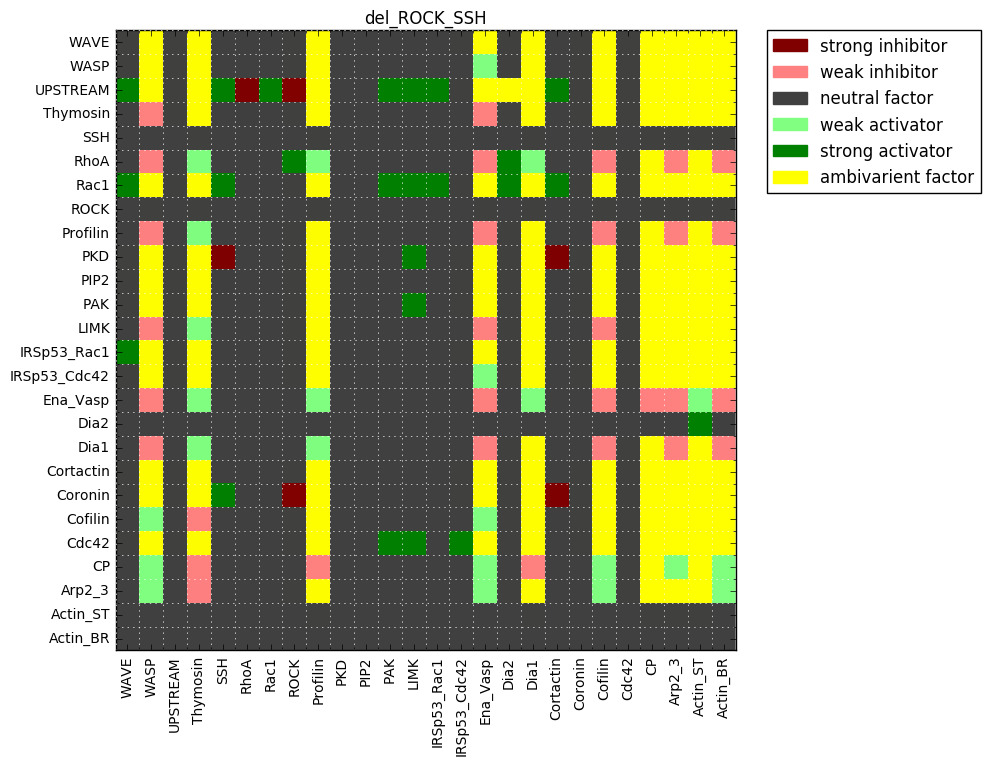 del_ROCK_SSH
strong inhibitor
weak inhibitor
neutral factor
weak activator
strong activator
ambivarient factor
WAVE
WASP
UPSTREAM
Thymosin
SSH
RhoA
Rac1
ROCK
Profilin
PKD
PIP2
PAK
LIMK
IRSp53_Rac1
IRSp53_Cdc42
Ena_Vasp
Dia2
Dia1
Cortactin
Coronin
Cofilin
Cdc42
CP
Arp2_3
Actin_ST
Actin_BR
WAVE
WASP
UPSTREAM
Thymosin
SSH
RhoA
Rac1
ROCK
Profilin
PKD
PIP2
PAK
LIMK
IRSp53_Rac1
IRSp53_Cdc42
Ena_Vasp
Dia2
Dia1
Cortactin
Coronin
Cofilin
Cdc42
CP
Arp2_3
Actin_ST
Actin_BR